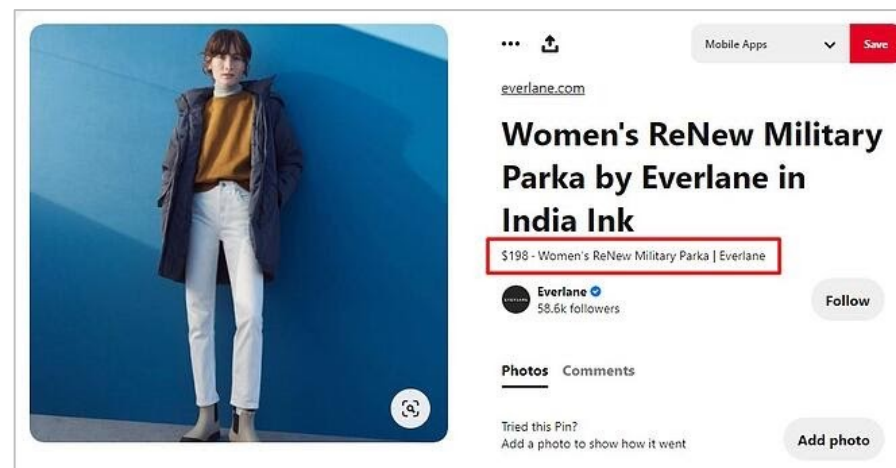 Mobile Apps
Save
everlane.com
Women's ReNew Military
Parka by Everlane in
India Ink
$198 - Women's ReNew Military Parka | Everlane
EVERLANE
Everlane
58.6k followers
Follow
Photos Comments
Tried this Pin?
Add a photo to show how it went
Add photo